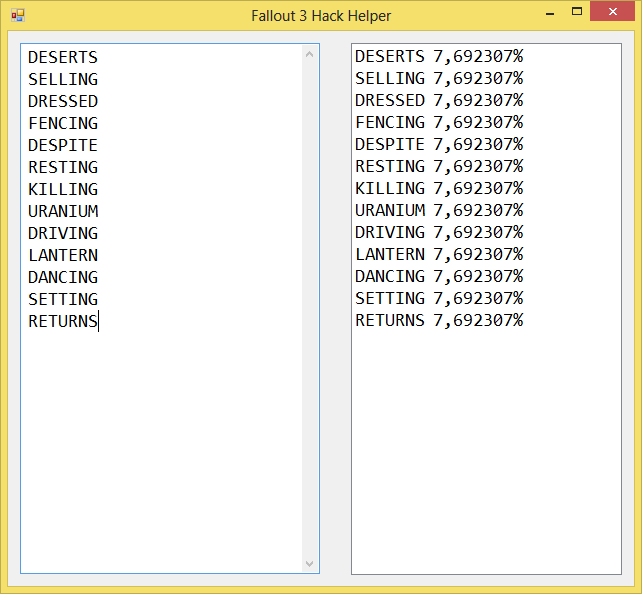 Fallout 3 Hack Helper
DESERTS
SELLING
DRESSED
FENCING
DESPITE
RESTING
KILLING
URANIUM
DRIVING
LANTERN
DANCING
SETTING
RETURNS
DESERTS 7,692307%
SELLING 7,692307%
DRESSED 7,692307%
FENCING 7,692307%
DESPITE 7,692307%
RESTING 7,692307%
KILLING 7,692307%
URANIUM 7,692307%
DRIVING 7,692307%
LANTERN 7,692307%
DANCING 7,692307%
SETTING 7,692307%
RETURNS 7,692307%